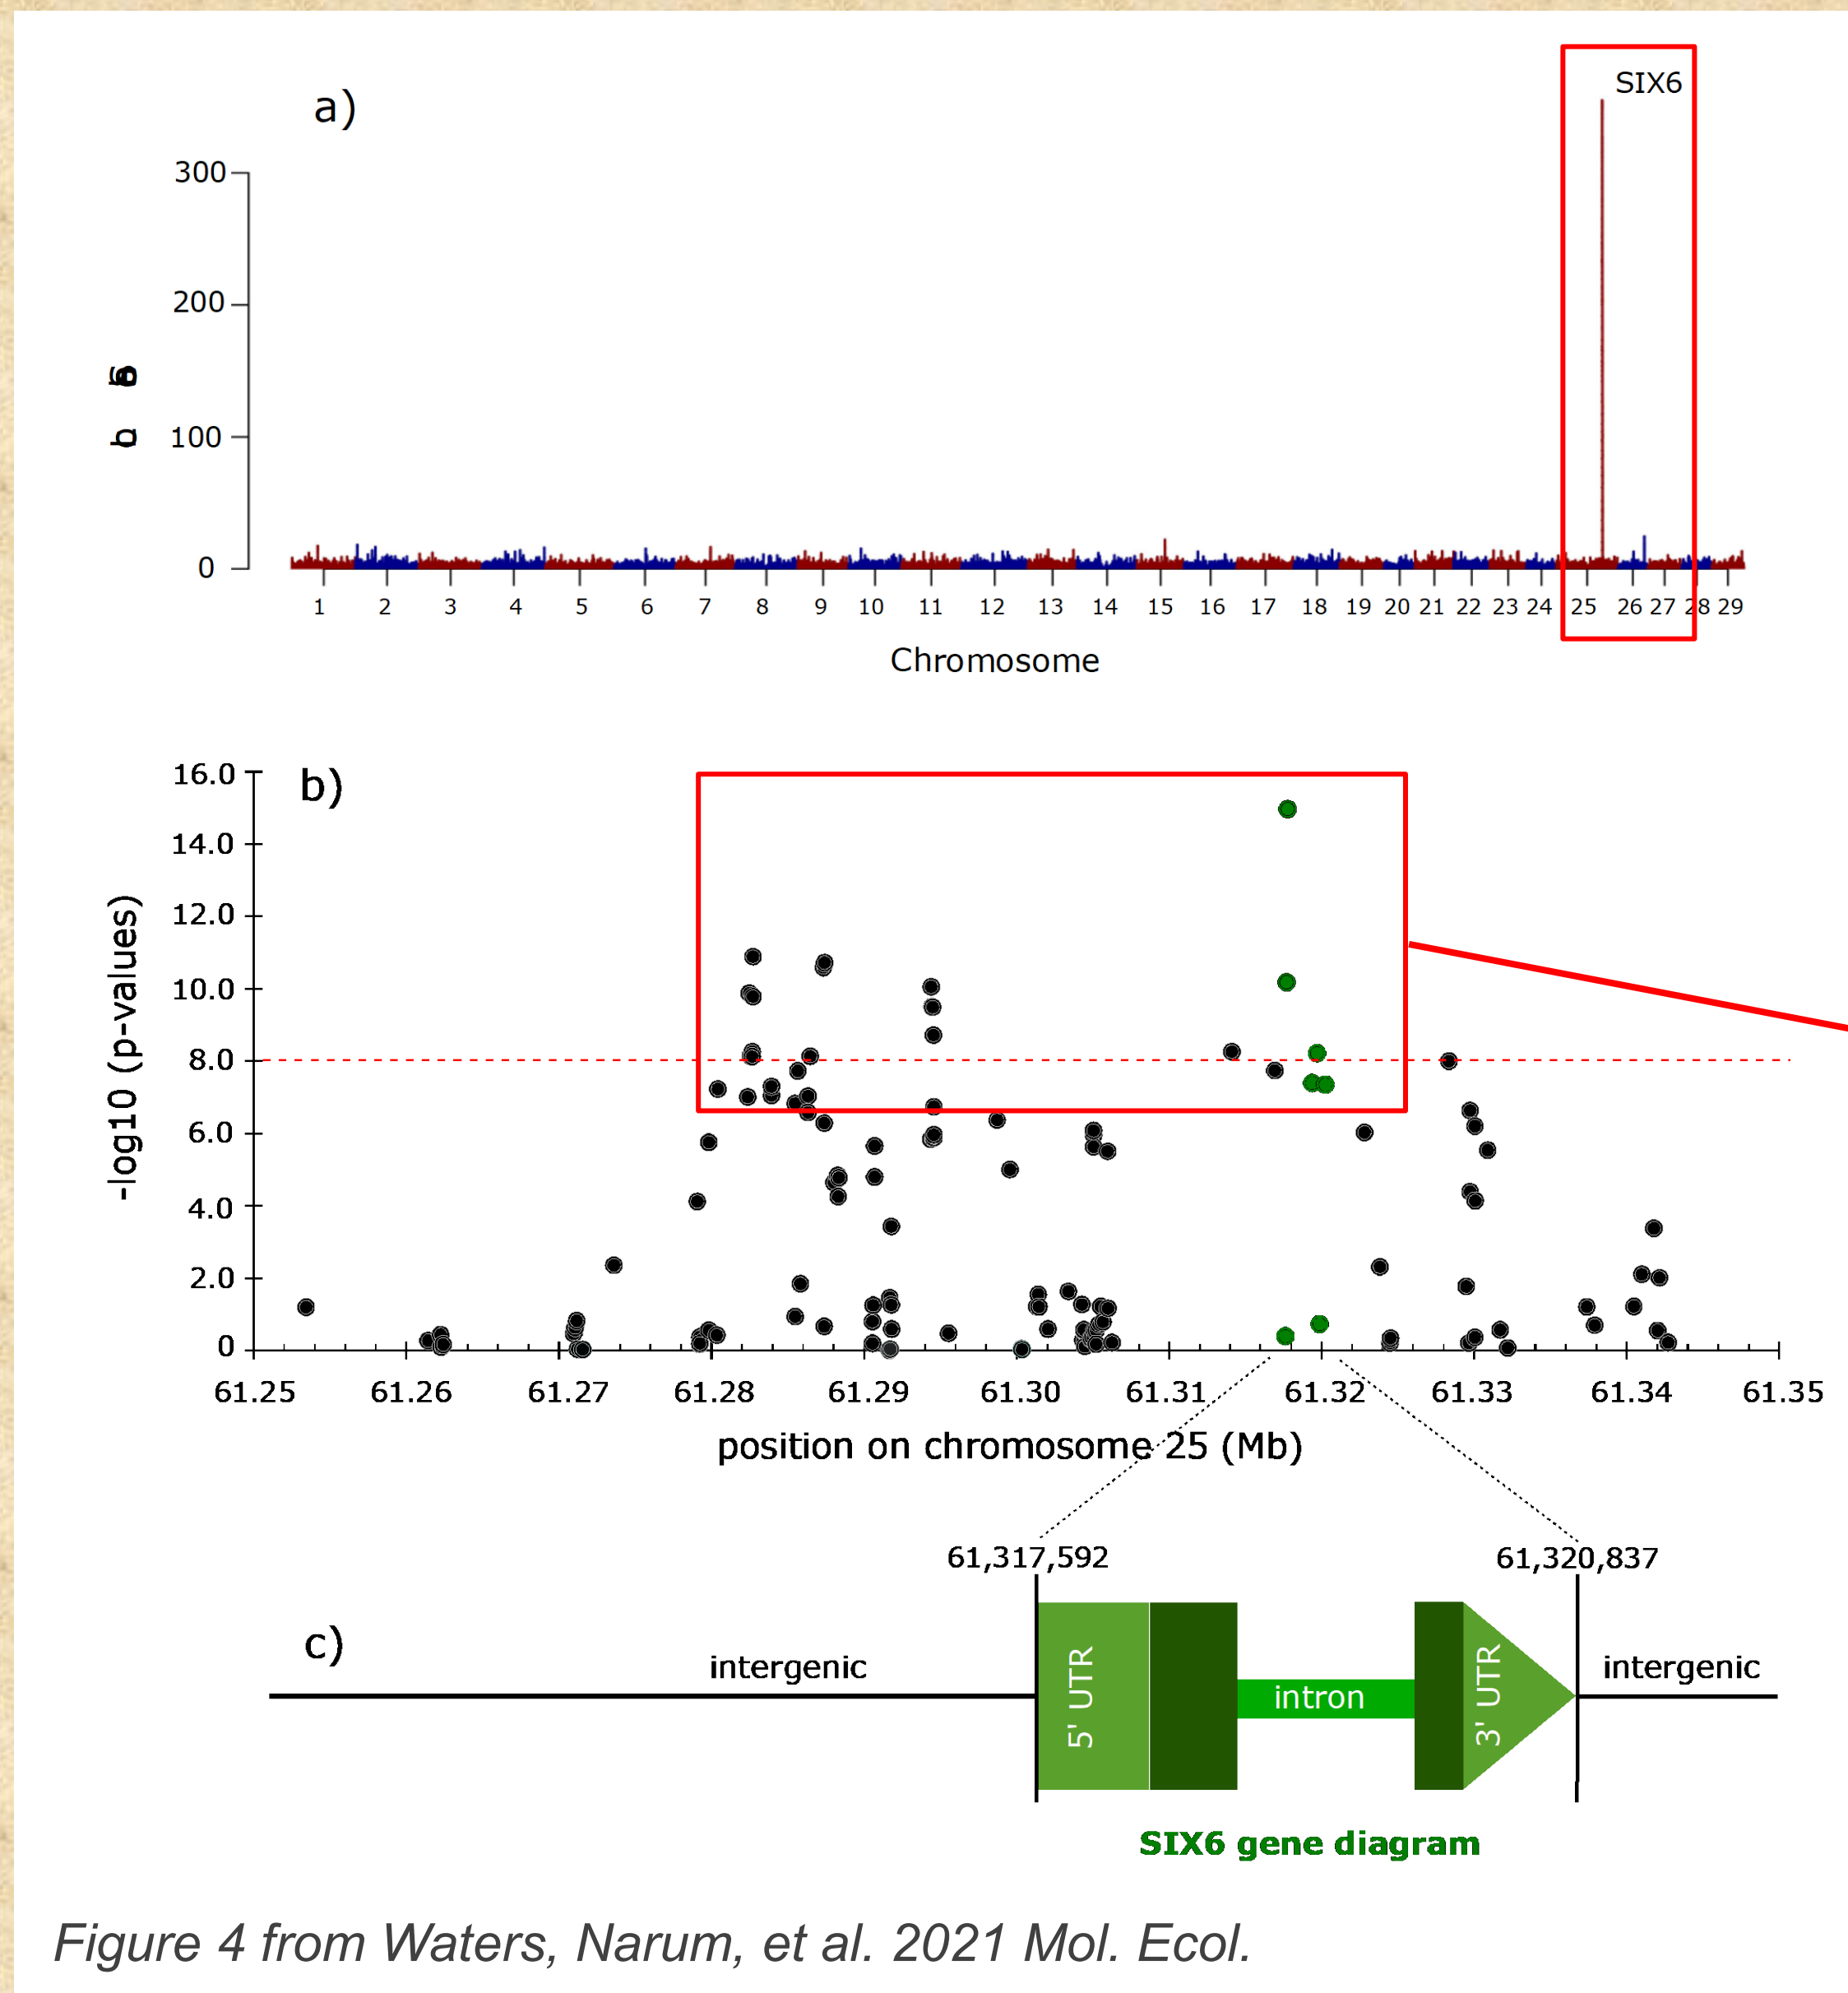 a)
SIX6
300
200
100
0
1 2 3 4 5 6 7 8 9 10 11 12 13 14 15 16 17 18 19 20 21 22 23 24 25 26 27 28 29
Chromosome
b)
-log10 (p-values)
16.0
14.0
12.0
10.0
8.0
6.0
4.0
2.0
0
61.25 61.26 61.27 61.28 61.29 61.30 61.31 61.32 61.33 61.34 61.35
position on chromosome 25 (Mb)
61,317,592 61,320,837
c)
intergenic
5' UTR
intron
3' UTR
intergenic
SIX6 gene diagram
Figure 4 from Waters, Narum, et al. 2021 Mol. Ecol.